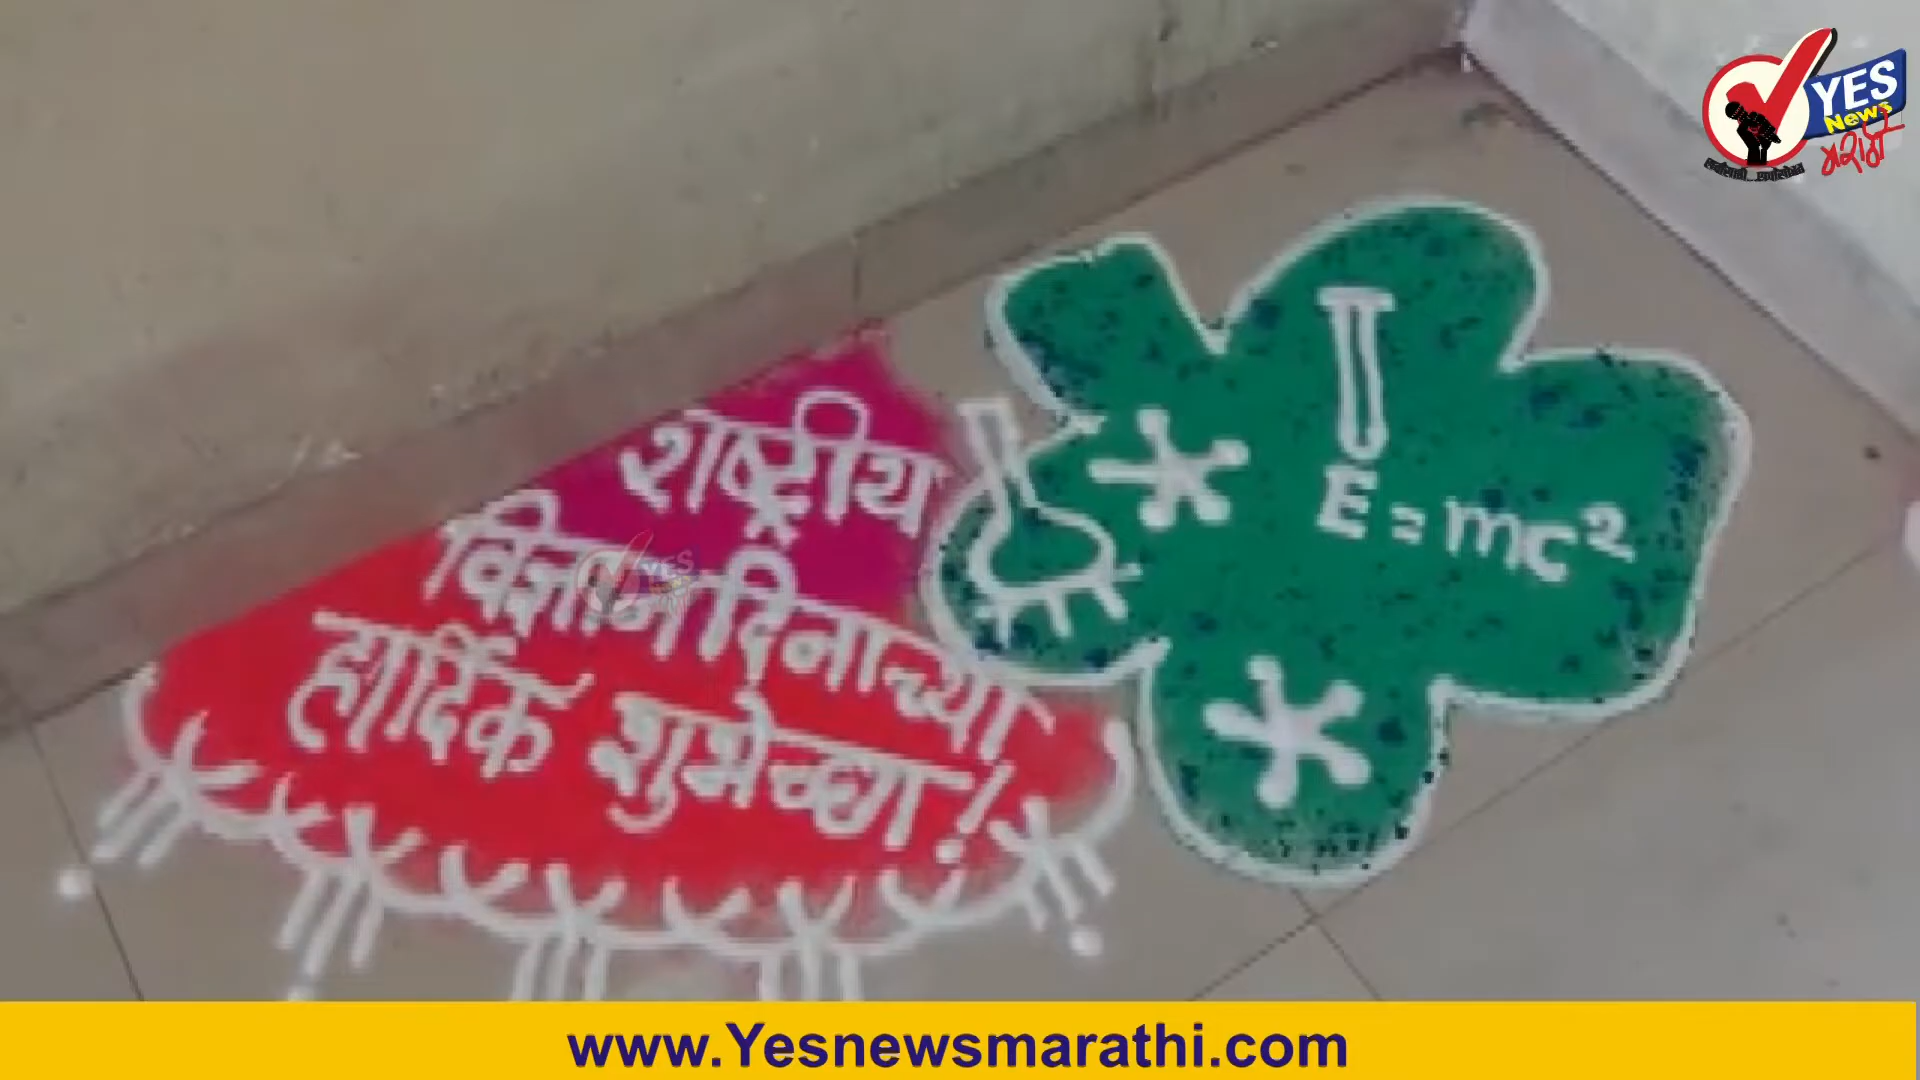 YES
News
मराठी
राष्ट्रीय
विज्ञान दिनाच्या
हार्दिक शुभेच्छा!
E = mc²
www.Yesnewsmarathi.com